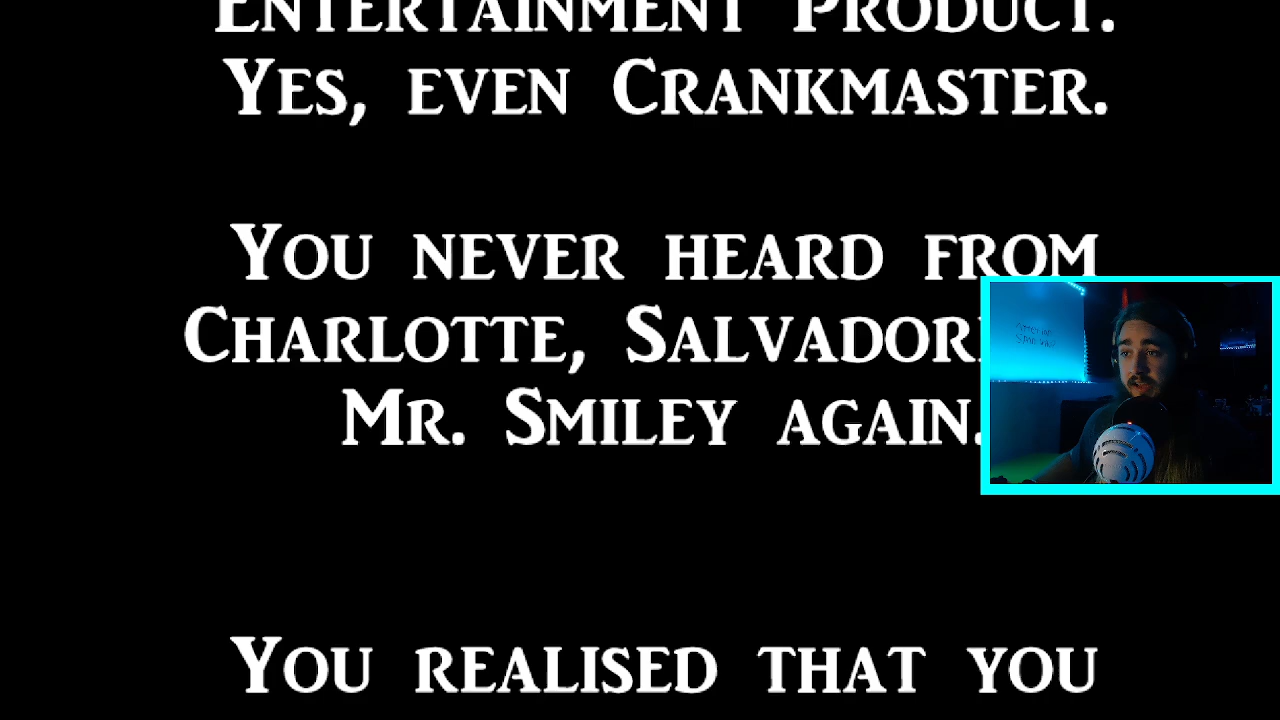 Entertainment Product.
Yes, even Crankmaster.
You never heard from
Charlotte, Salvador
Mr. Smiley again.
You realised that you